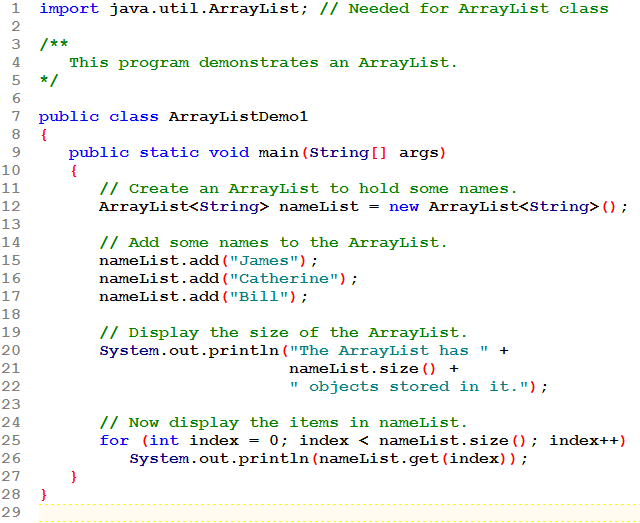 1 import java.util.ArrayList; // Needed for ArrayList class
2
3 /**
4    This program demonstrates an ArrayList.
5 */
6
7 public class ArrayListDemo1
8 {
9    public static void main(String[] args)
10    {
11       // Create an ArrayList to hold some names.
12       ArrayList<String> nameList = new ArrayList<String>();
13
14       // Add some names to the ArrayList.
15       nameList.add("James");
16       nameList.add("Catherine");
17       nameList.add("Bill");
18
19       // Display the size of the ArrayList.
20       System.out.println("The ArrayList has " +
21                          nameList.size() +
22                          " objects stored in it.");
23
24       // Now display the items in nameList.
25       for (int index = 0; index < nameList.size(); index++)
26          System.out.println(nameList.get(index));
27    }
28 }
29